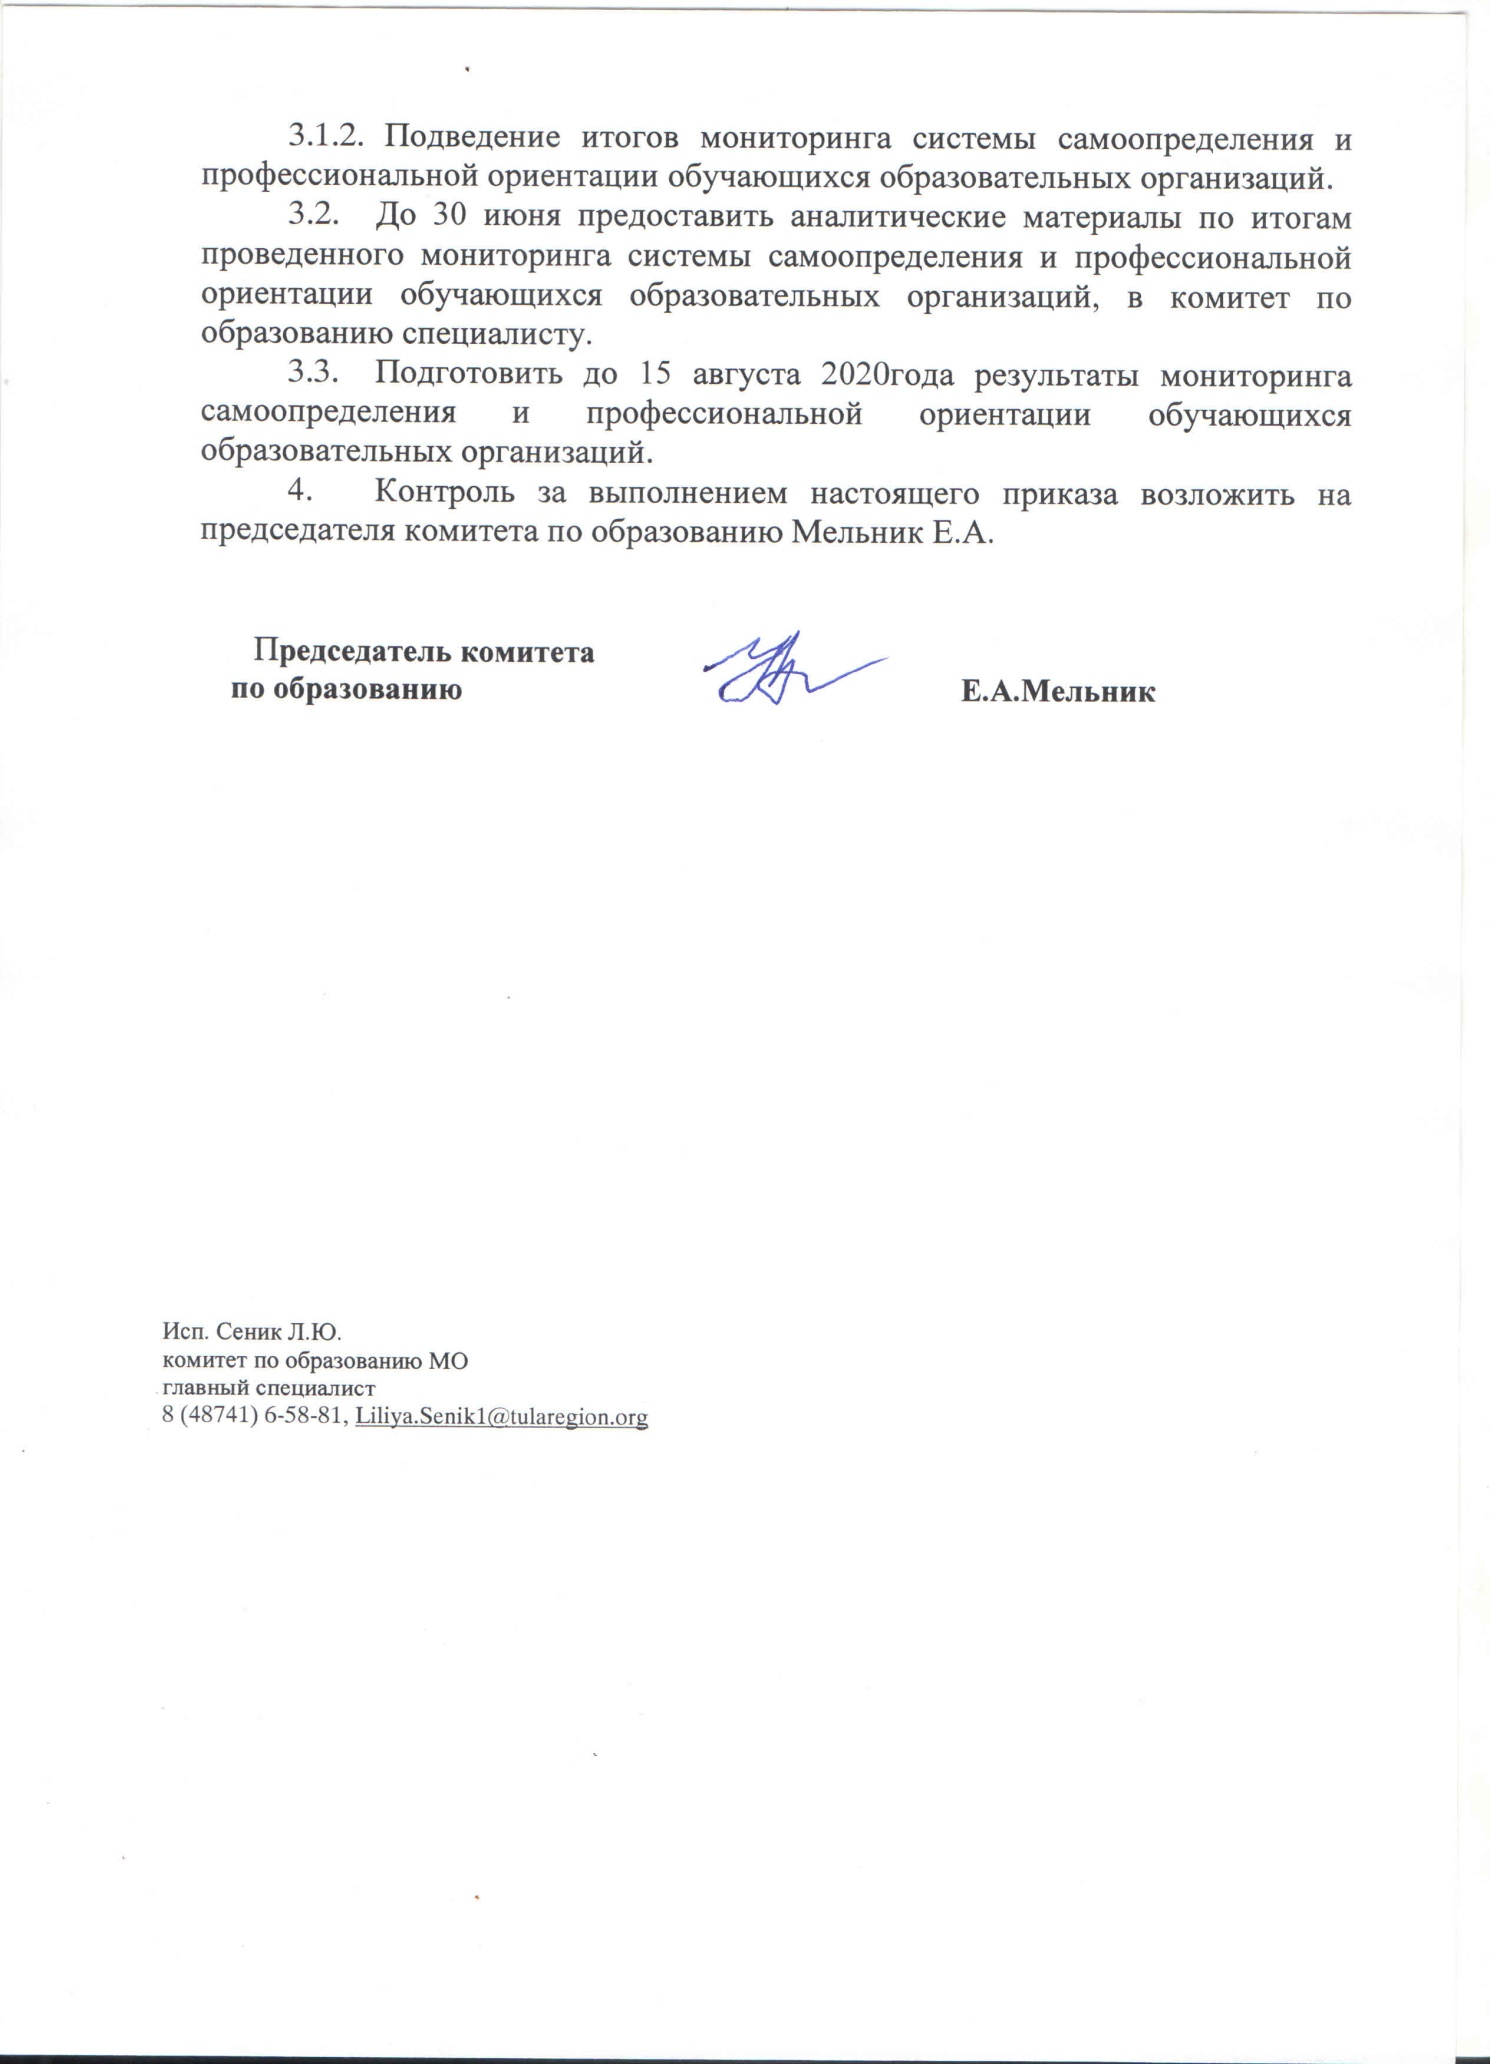 3.1.2. Подведение итогов мониторинга системы самоопределения и
профессиональной ориентации обучающихся образовательных организаций.
3.2. До 30 июня предоставить аналитические материалы по итогам
проведенного мониторинга системы самоопределения и профессиональной
ориентации обучающихся образовательных организаций, в комитет по
образованию специалисту.
3.3. Подготовить до 15 августа 2020года результаты мониторинга
самоопределения и профессиональной ориентации обучающихся
образовательных организаций.
4. Контроль за выполнением настоящего приказа возложить на
председателя комитета по образованию Мельник Е.А.
Председатель комитета
по образованию Е.А.Мельник
Исп. Сеник Л.Ю.
комитет по образованию МО
главный специалист
8 (48741) 6-58-81, Liliya.Senik1@tularegion.org